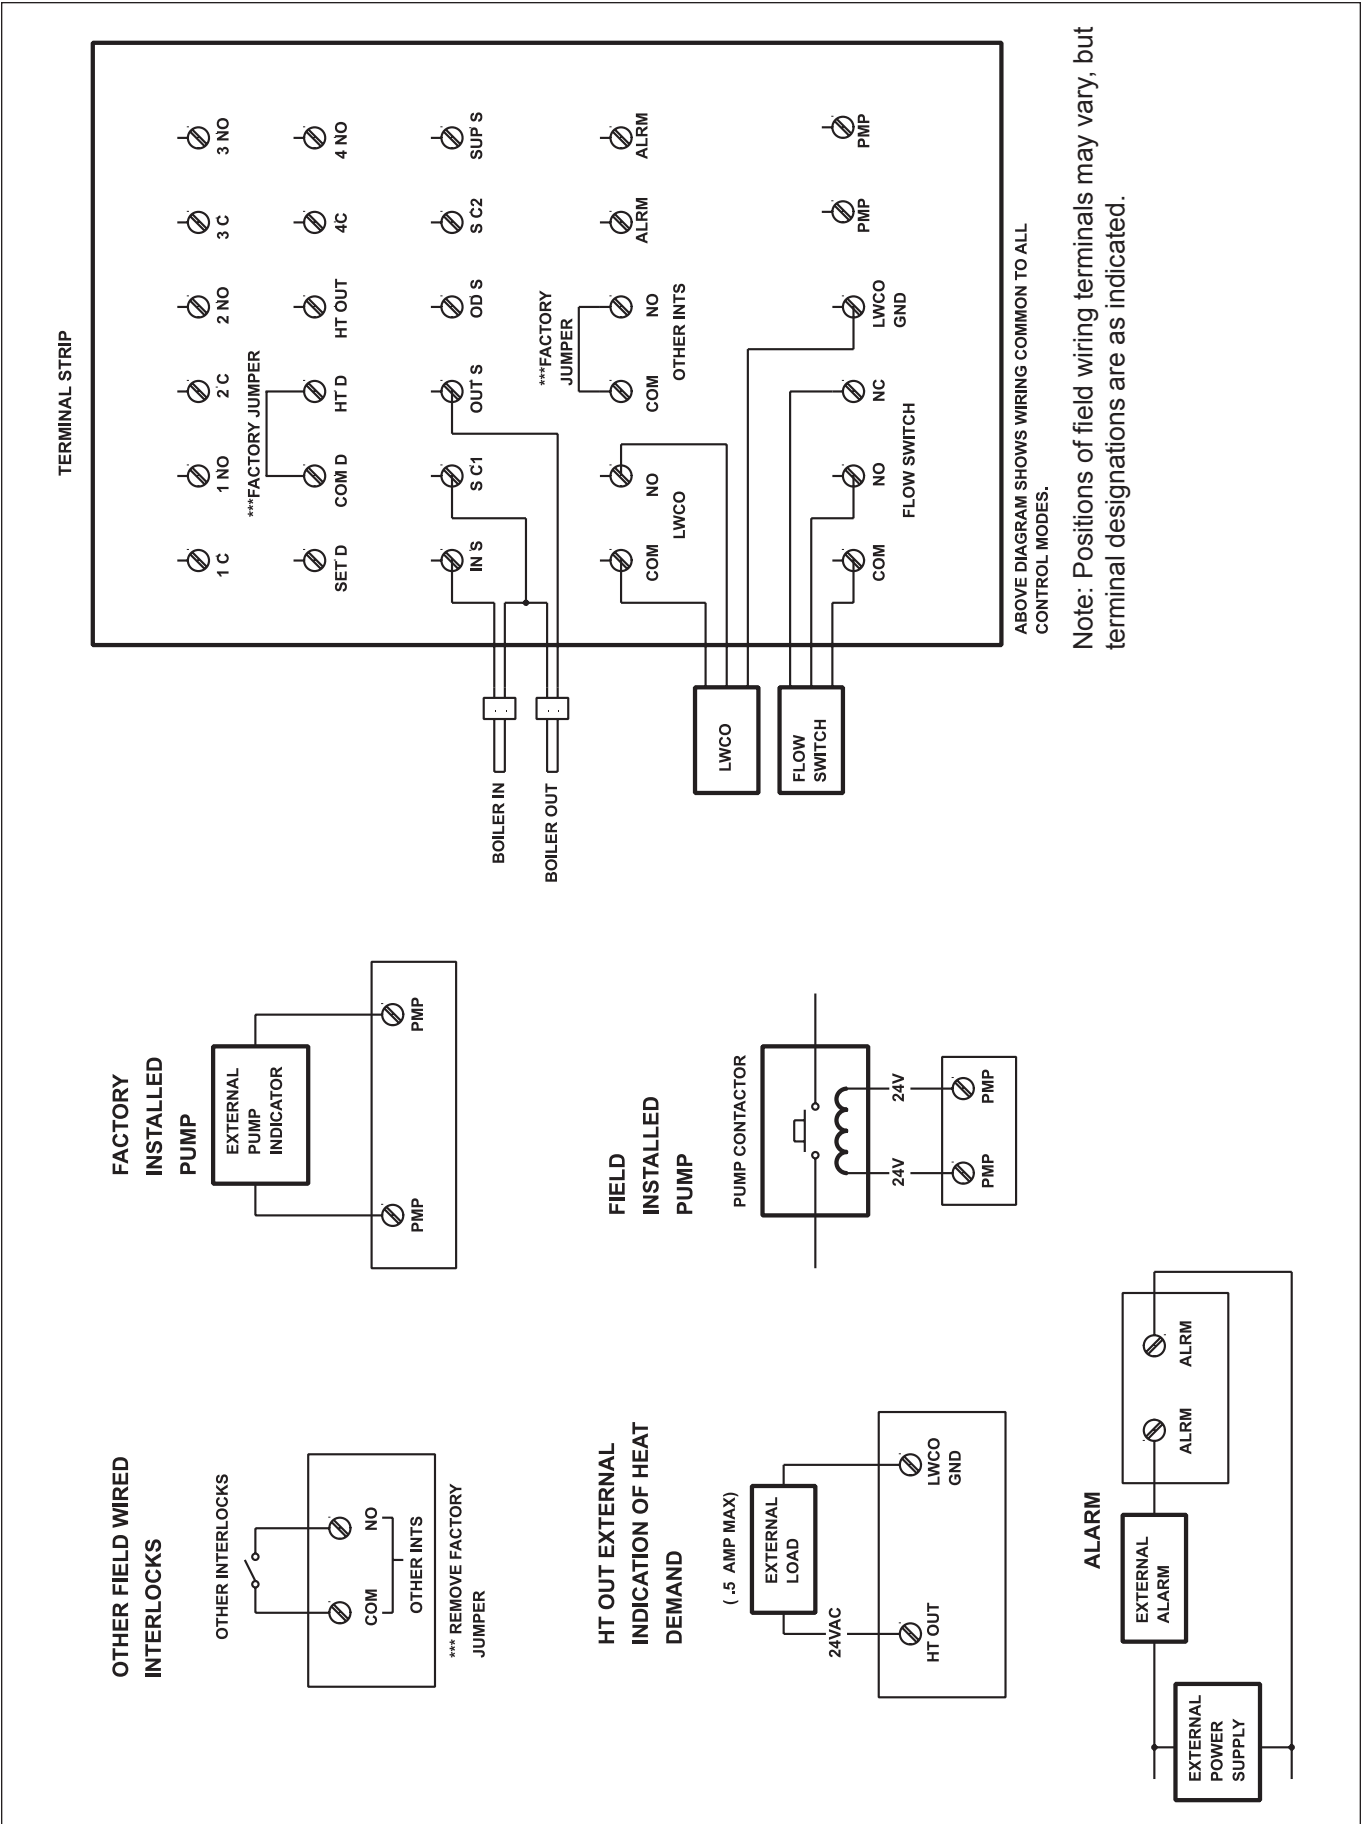 TERMINAL STRIP
1 C
1 NO
2 C
2 NO
3 C
3 NO
***FACTORY JUMPER
SET D
COM D
HT D
HT OUT
4C
4 NO
IN S
S C1
OUT S
OD S
S C2
SUP S
***FACTORY
JUMPER
COM
NO
LWCO
COM
NO
OTHER INTS
ALRM
ALRM
COM
NO
NC
FLOW SWITCH
LWCO
GND
PMP
PMP
BOILER IN
BOILER OUT
LWCO
FLOW
SWITCH
ABOVE DIAGRAM SHOWS WIRING COMMON TO ALL
CONTROL MODES.
Note: Positions of field wiring terminals may vary, but
terminal designations are as indicated.
OTHER FIELD WIRED
INTERLOCKS
OTHER INTERLOCKS
COM
NO
OTHER INTS
*** REMOVE FACTORY
JUMPER
FACTORY
INSTALLED
PUMP
EXTERNAL
PUMP
INDICATOR
PMP
PMP
HT OUT EXTERNAL
INDICATION OF HEAT
DEMAND
( .5 AMP MAX)
EXTERNAL
LOAD
24VAC
HT OUT
LWCO
GND
FIELD
INSTALLED
PUMP
PUMP CONTACTOR
24V
24V
PMP
PMP
ALARM
EXTERNAL
POWER
SUPPLY
EXTERNAL
ALARM
ALRM
ALRM